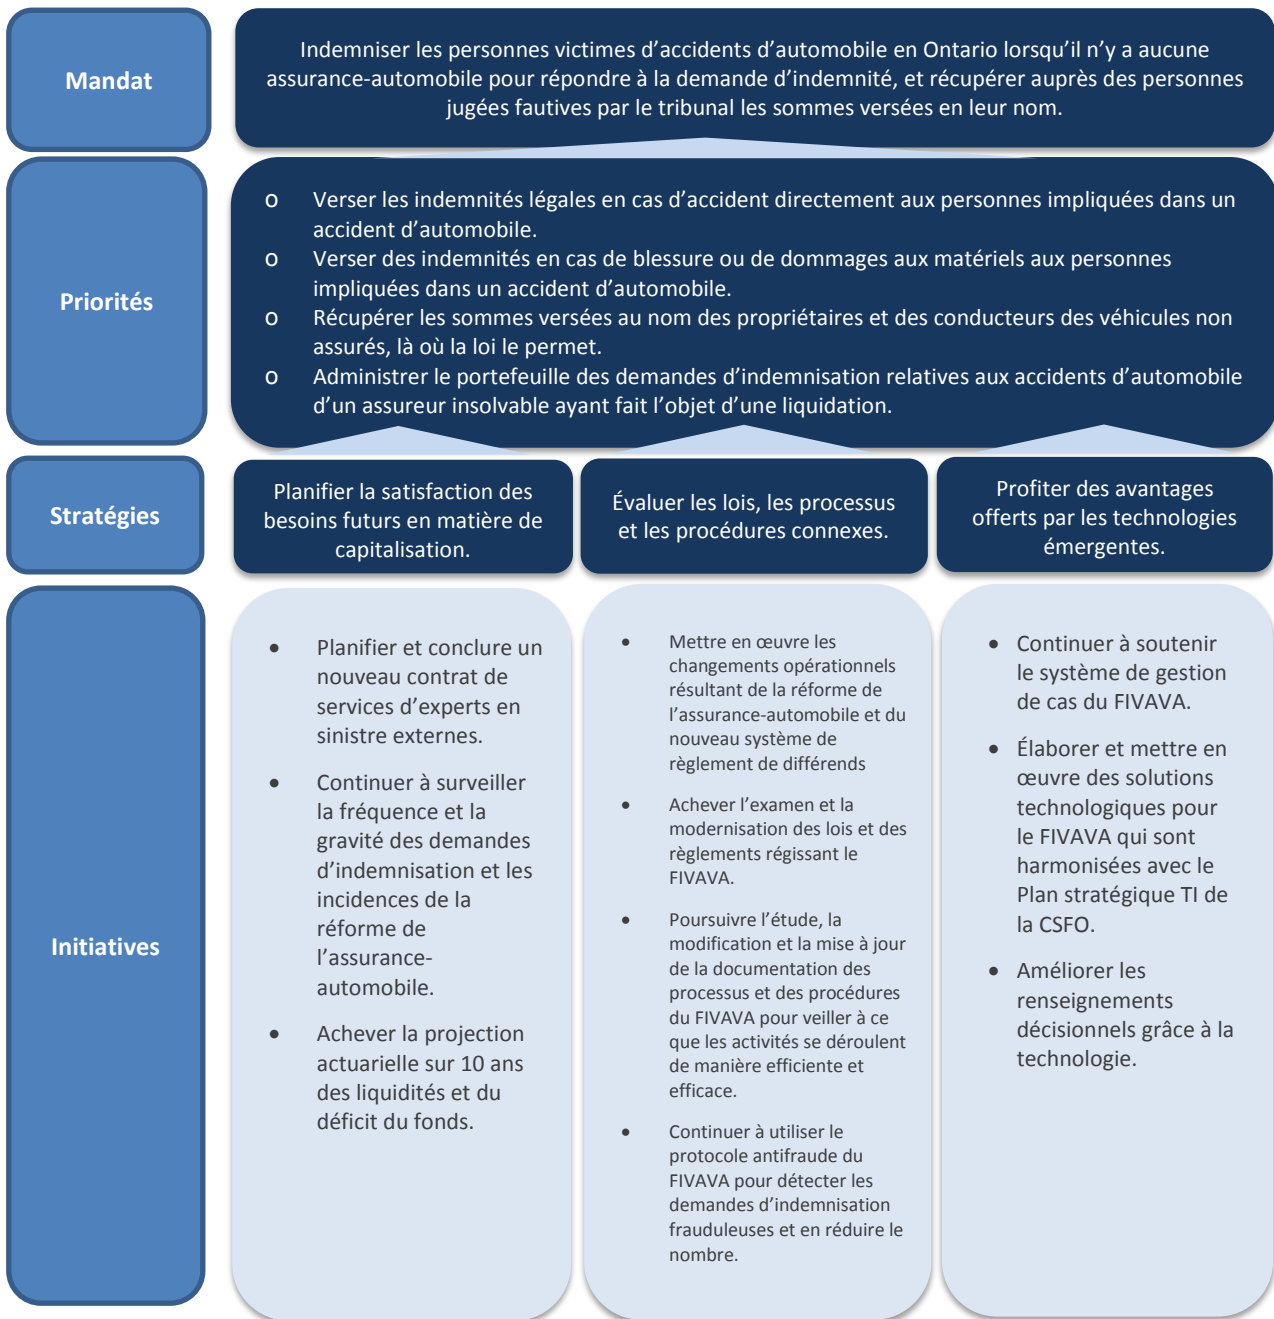 Mandat
Indemniser les personnes victimes d’accidents d’automobile en Ontario lorsqu’il n’y a aucune
assurance-automobile pour répondre à la demande d’indemnité, et récupérer auprès des personnes
jugées fautives par le tribunal les sommes versées en leur nom.
Priorités
o Verser les indemnités légales en cas d’accident directement aux personnes impliquées dans un
accident d’automobile.
o Verser des indemnités en cas de blessure ou de dommages aux matériels aux personnes
impliquées dans un accident d’automobile.
o Récupérer les sommes versées au nom des propriétaires et des conducteurs des véhicules non
assurés, là où la loi le permet.
o Administrer le portefeuille des demandes d’indemnisation relatives aux accidents d’automobile
d’un assureur insolvable ayant fait l’objet d’une liquidation.
Stratégies
Planifier la satisfaction des
besoins futurs en matière de
capitalisation.
Évaluer les lois, les processus
et les procédures connexes.
Profiter des avantages
offerts par les technologies
émergentes.
Initiatives
• Planifier et conclure un
nouveau contrat de
services d’experts en
sinistre externes.
• Continuer à surveiller
la fréquence et la
gravité des demandes
d’indemnisation et les
incidences de la
réforme de
l’assurance-
automobile.
• Achever la projection
actuarielle sur 10 ans
des liquidités et du
déficit du fonds.
• Mettre en œuvre les
changements opérationnels
résultant de la réforme de
l’assurance-automobile et du
nouveau système de
règlement de différends
• Achever l’examen et la
modernisation des lois et des
règlements régissant le
FIVAVA.
• Poursuivre l’étude, la
modification et la mise à jour
de la documentation des
processus et des procédures
du FIVAVA pour veiller à ce
que les activités se déroulent
de manière efficiente et
efficace.
• Continuer à utiliser le
protocole antifraude du
FIVAVA pour détecter les
demandes d’indemnisation
frauduleuses et en réduire le
nombre.
• Continuer à soutenir
le système de gestion
de cas du FIVAVA.
• Élaborer et mettre en
œuvre des solutions
technologiques pour
le FIVAVA qui sont
harmonisées avec le
Plan stratégique TI de
la CSFO.
• Améliorer les
renseignements
décisionnels grâce à la
technologie.